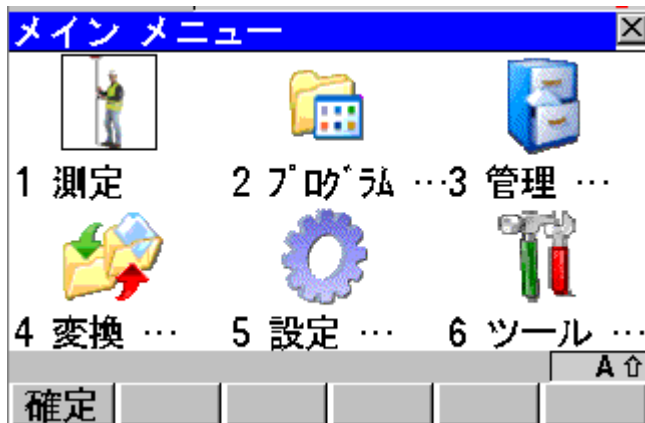 メイン メニュー
1 測定 2 ﾌﾟﾛｸﾞﾗﾑ … 3 管理 …
4 変換 … 5 設定 … 6 ツール …
A ⇧
確定